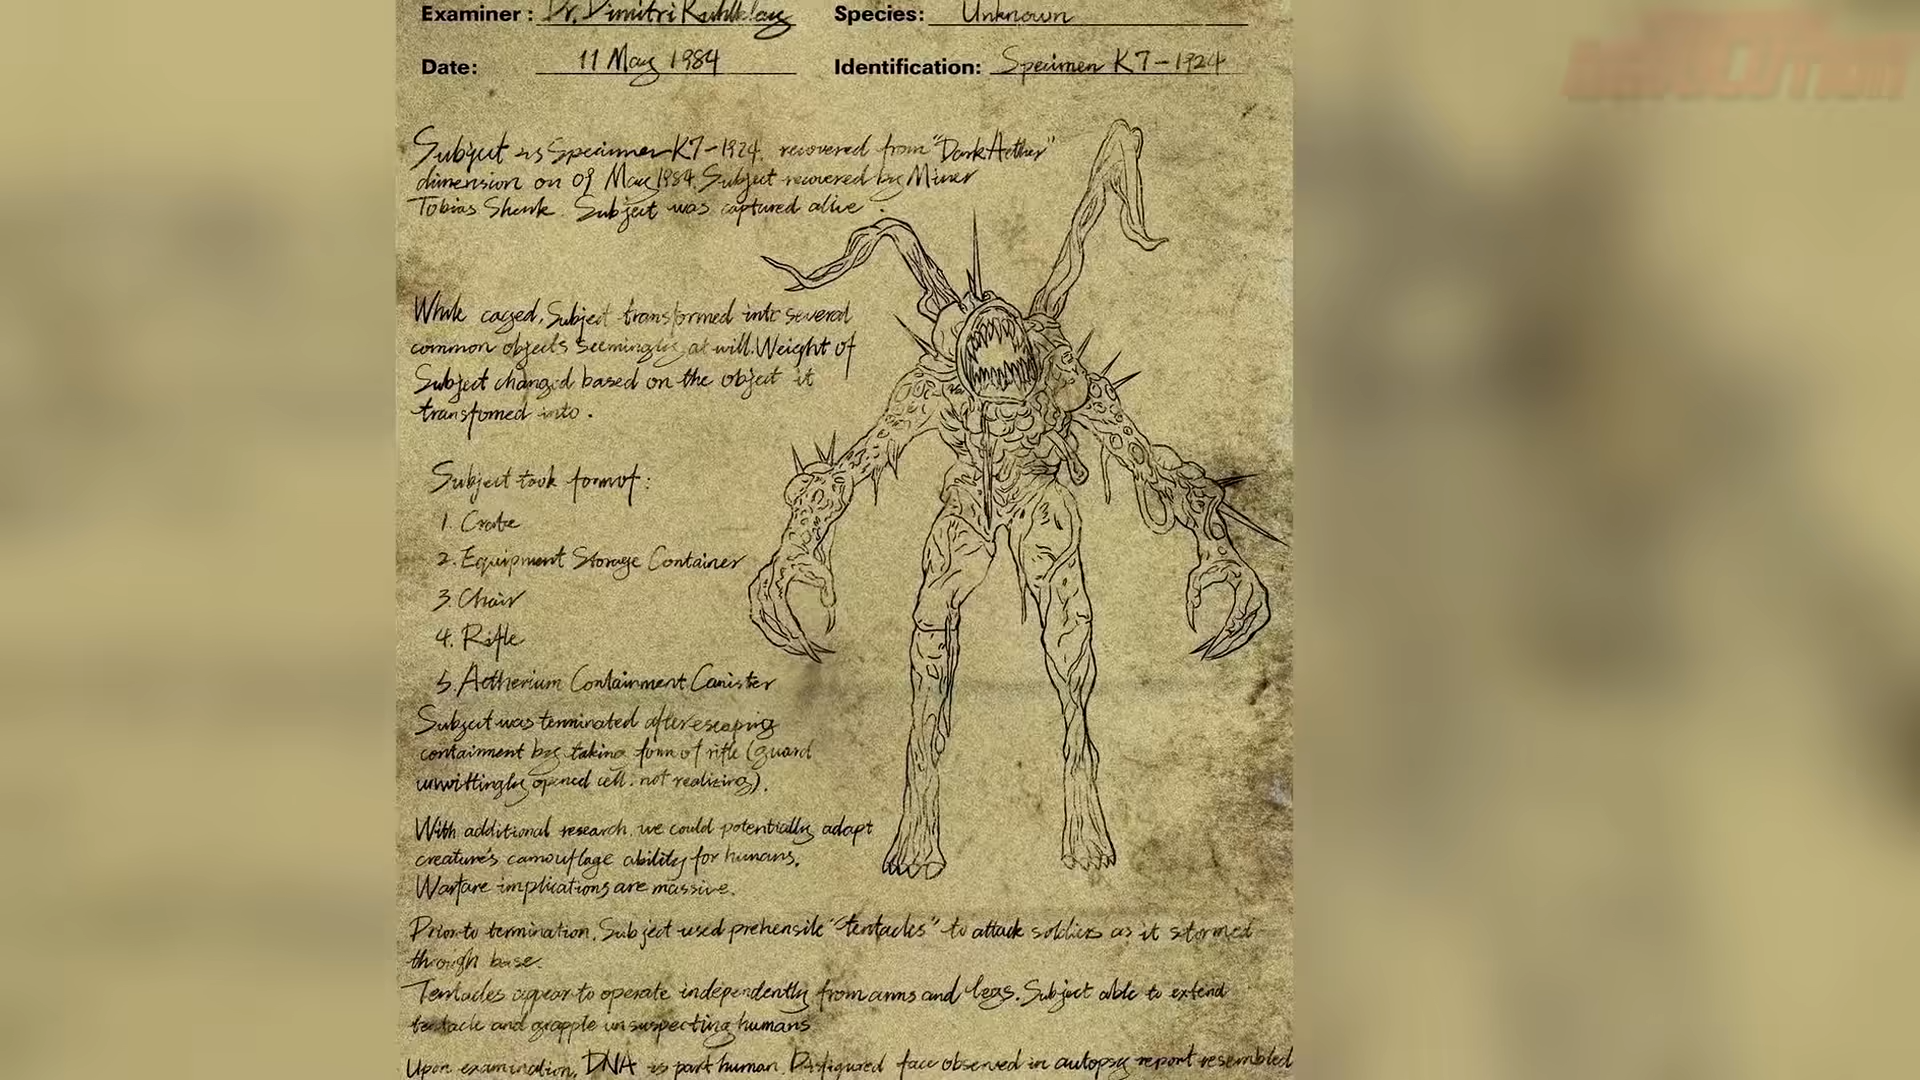 Examiner : Dr. Dimitri Species: Unknown
Date: 11 May 1984 Identification: Specimen K7-1924
Subject is Specimen K7-1924. recovered from "Dark Aether"
dimension on 09 May 1984. Subject recovered by Miner
Tobias Shenk. Subject was captured alive.
While caged, Subject transformed into several
common objects seemingly at will. Weight of
Subject changed based on the object it
transfomed into.
Subject took form of:
1. Crate
2. Equipment Storage Container
3. Chair
4. Rifle
5. Aetherium Containment Canister
Subject was terminated after escaping
containment by taking form of rifle (guard
unwittingly opened cell. not realizing).
With additional research, we could potentially adapt
creature's camouflage ability for humans.
Warfare implications are massive.
Prior to termination, Subject used prehensile "tentacles" to attack soldiers as it stormed
through base.
Tentacles appear to operate independently from arms and legs. Subject able to extend
tentacle and grapple unsuspecting humans
Upon examination, DNA is part human. Disfigured face observed in autopsy report resembled